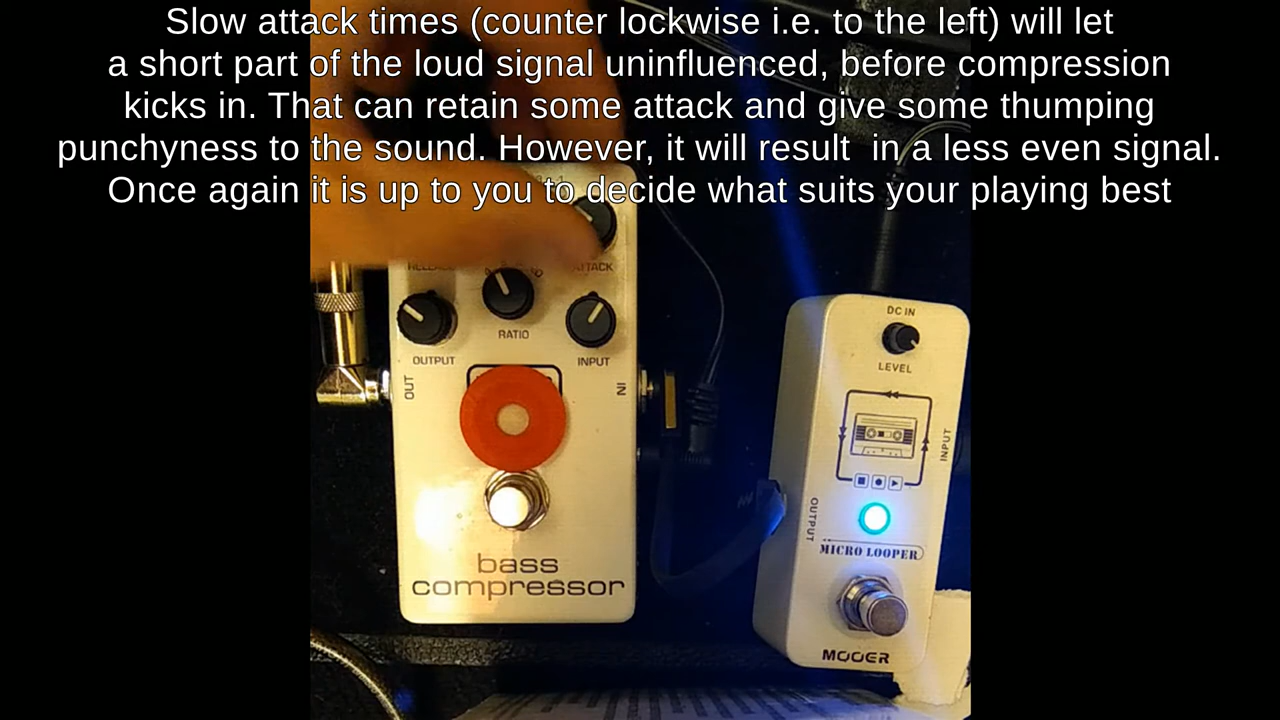 Slow attack times (counter lockwise i.e. to the left) will let
a short part of the loud signal uninfluenced, before compression
kicks in. That can retain some attack and give some thumping
punchyness to the sound. However, it will result  in a less even signal.
Once again it is up to you to decide what suits your playing best
RELEASE
ATTACK
RATIO
OUTPUT
INPUT
OUT
IN
bass
compressor
DC IN
LEVEL
INPUT
OUTPUT
MICRO LOOPER
MOOER